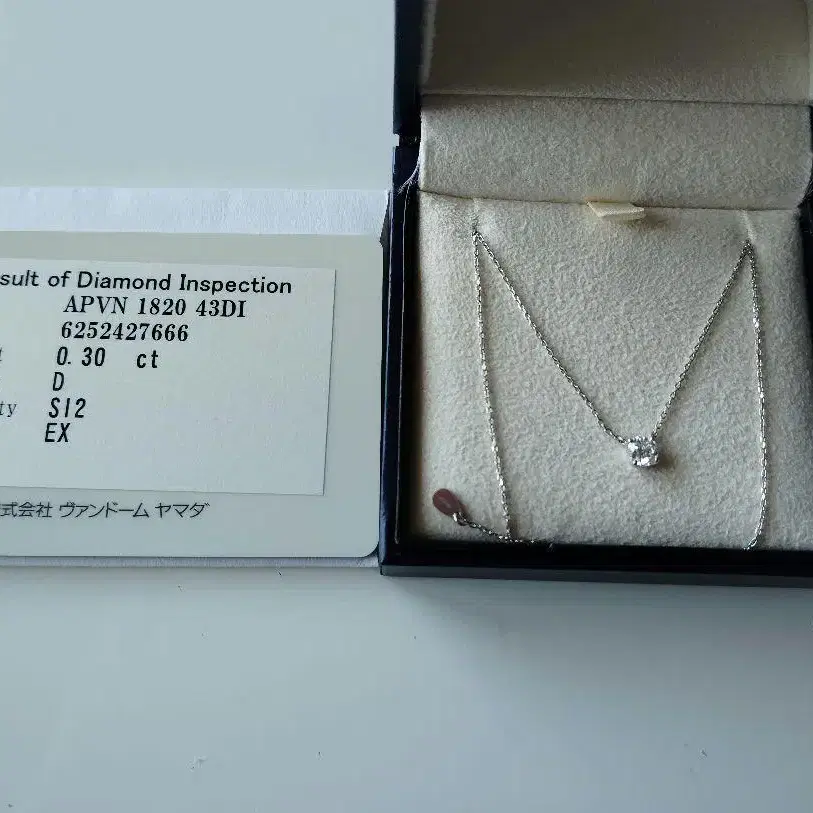 sult of Diamond Inspection
APVN 1820 43DI
6252427666
0.30 ct
D
ty SI2
EX
式会社 ヴァンドーム ヤマダ